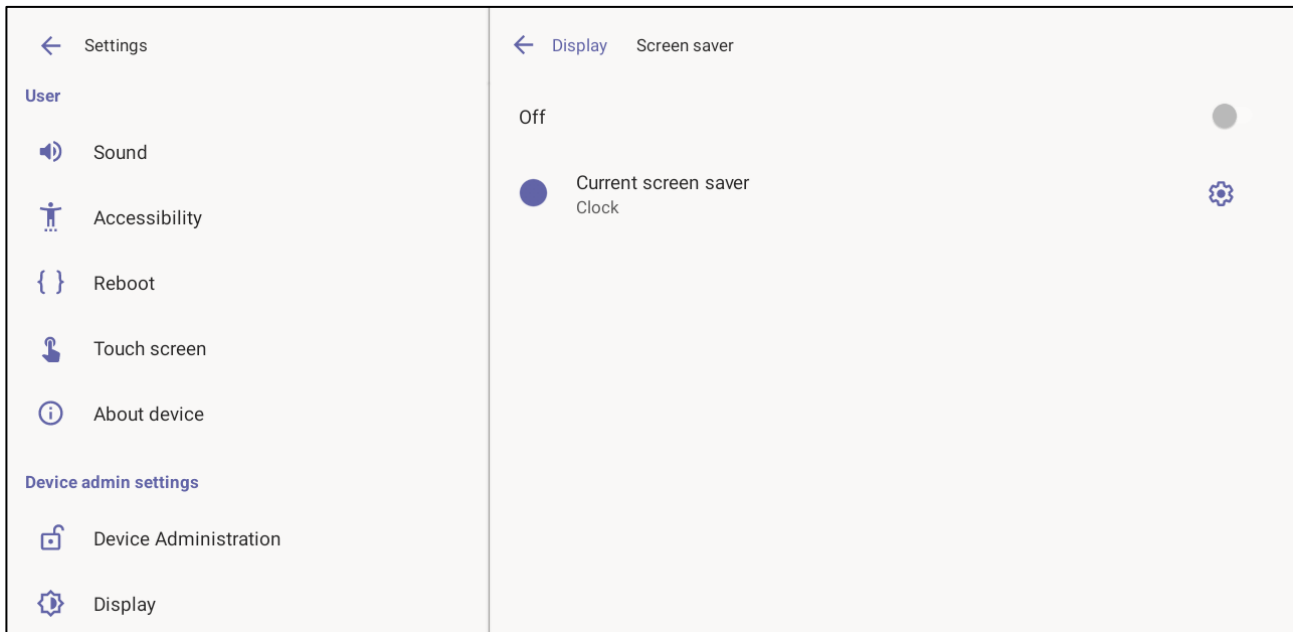 Settings
User
Sound
Accessibility
Reboot
Touch screen
About device
Device admin settings
Device Administration
Display
Display Screen saver
Off
Current screen saver
Clock